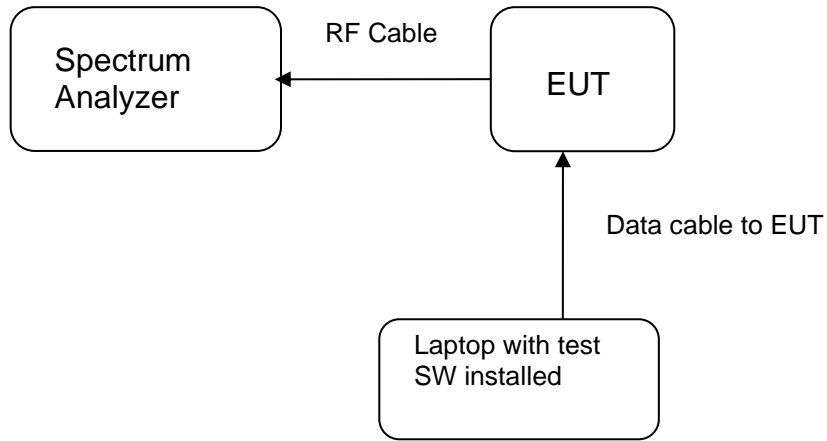 RF Cable
Spectrum
Analyzer
EUT
Data cable to EUT
Laptop with test
SW installed